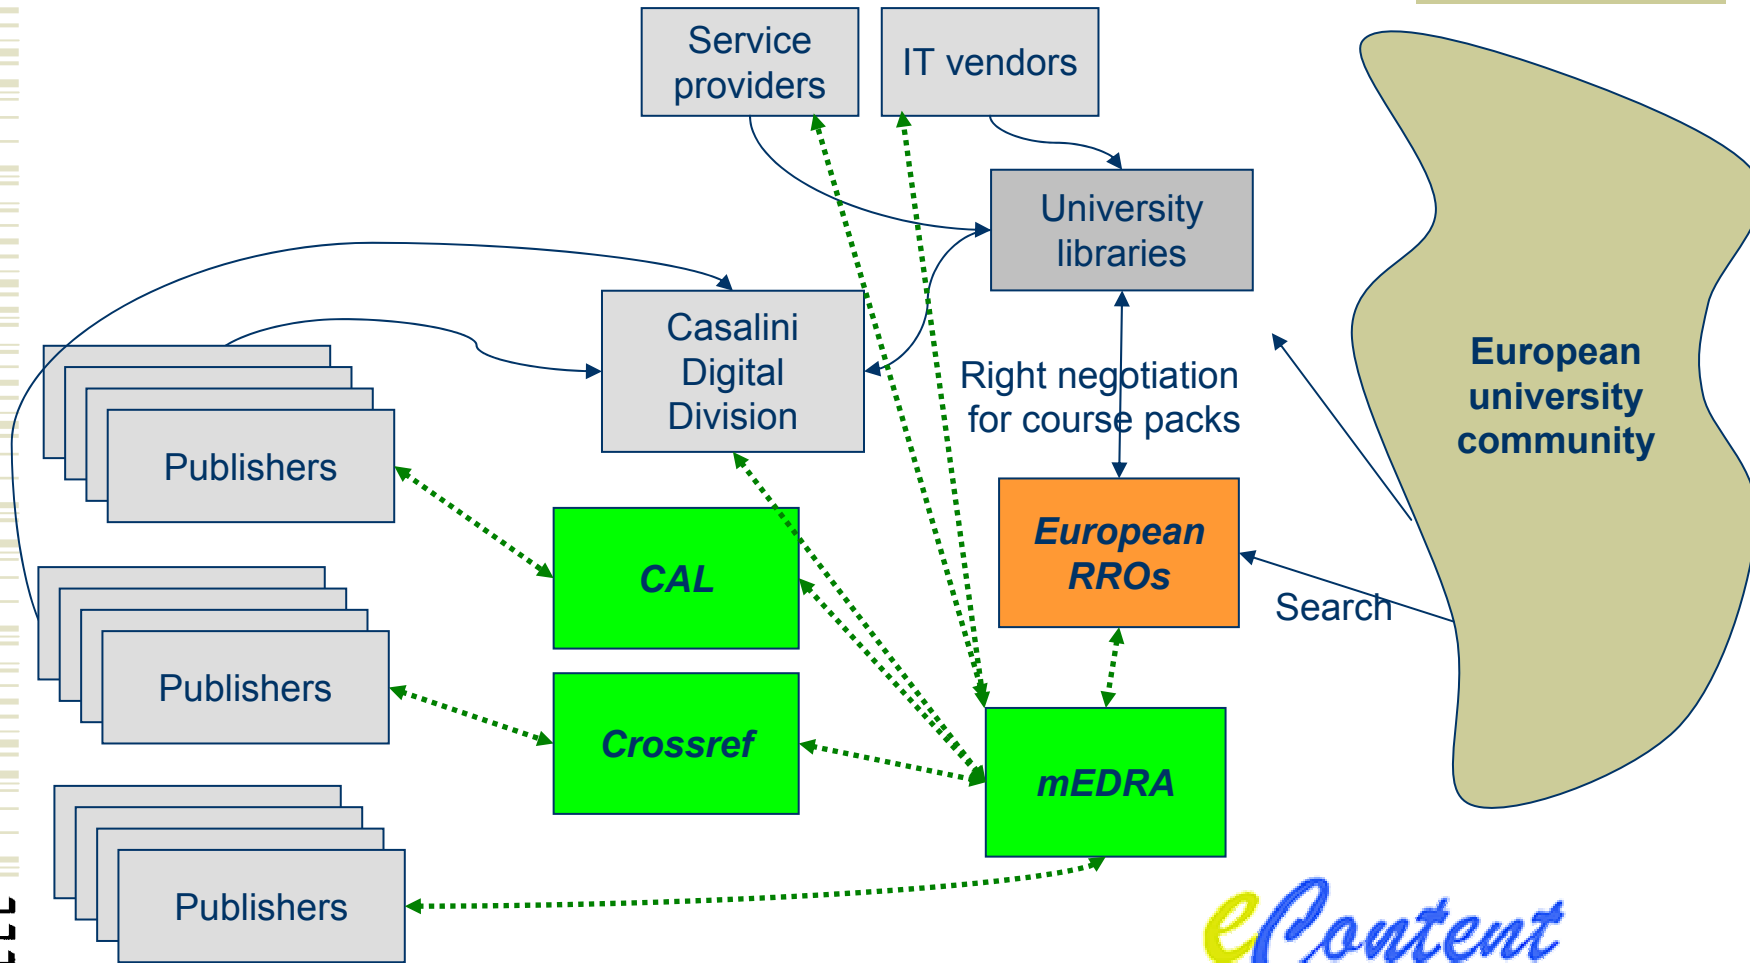 Service
providers
IT vendors
University
libraries
Casalini
Digital
Division
European
university
community
Right negotiation
for course packs
Publishers
European
RROs
CAL
Search
Publishers
Crossref
mEDRA
Publishers
eContent